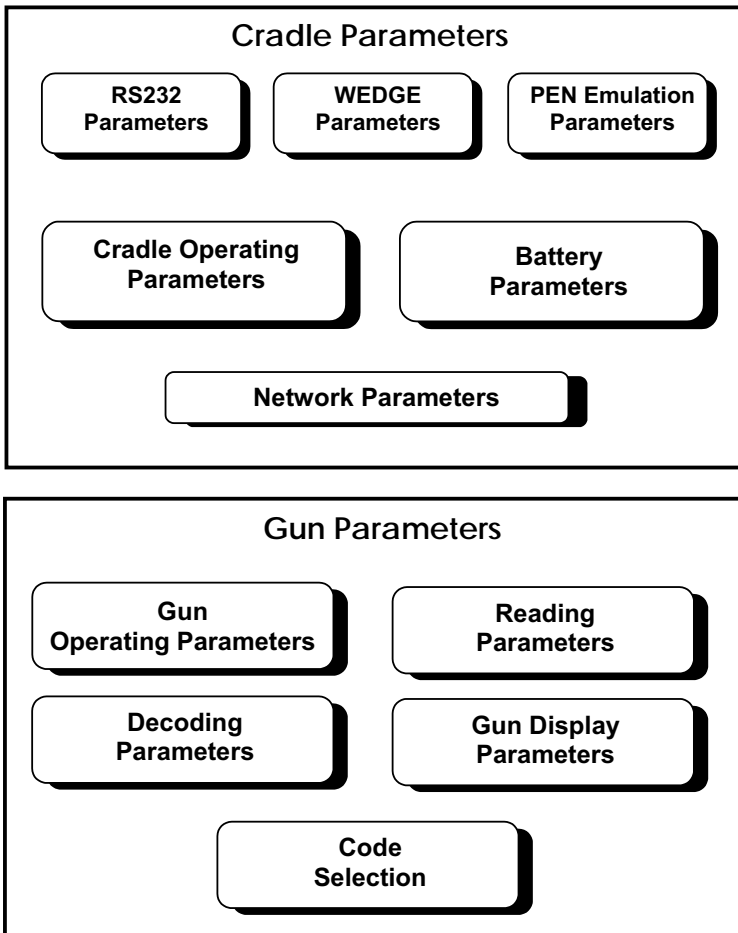 Cradle Parameters
RS232
Parameters
WEDGE
Parameters
PEN Emulation
Parameters
Cradle Operating
Parameters
Battery
Parameters
Network Parameters
Gun Parameters
Gun
Operating Parameters
Reading
Parameters
Decoding
Parameters
Gun Display
Parameters
Code
Selection